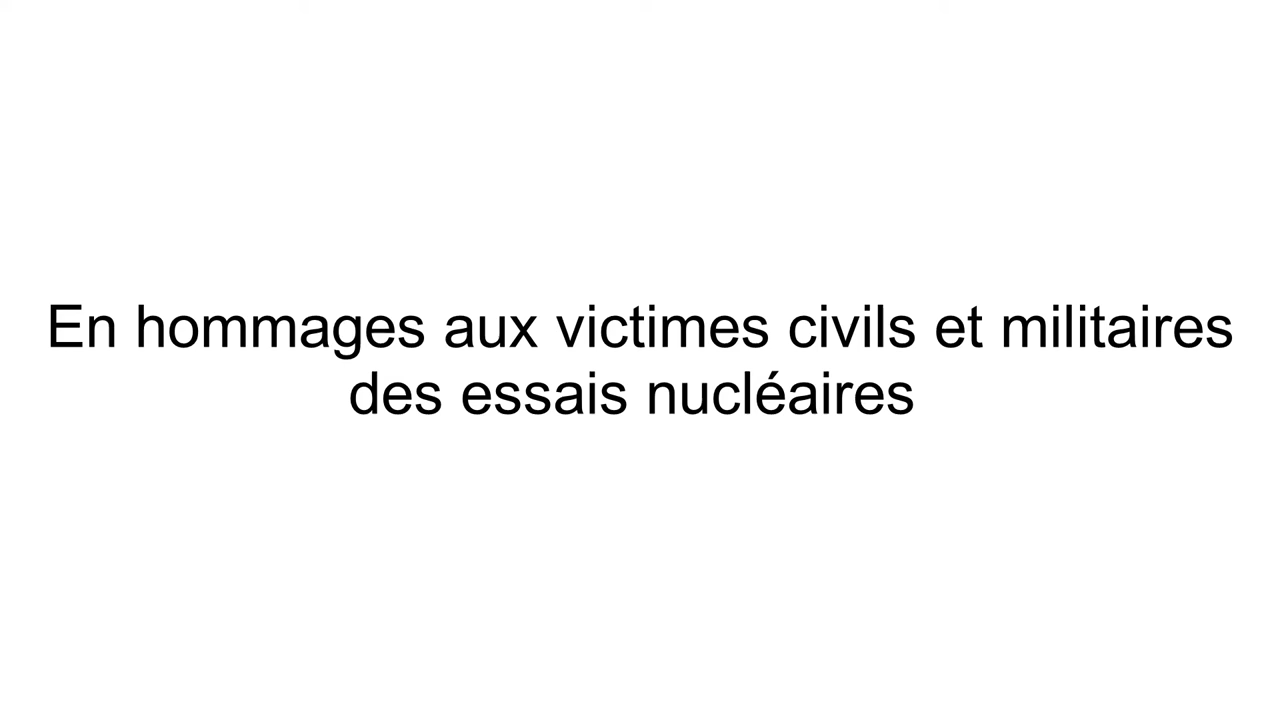 En hommages aux victimes civils et militaires
des essais nucléaires